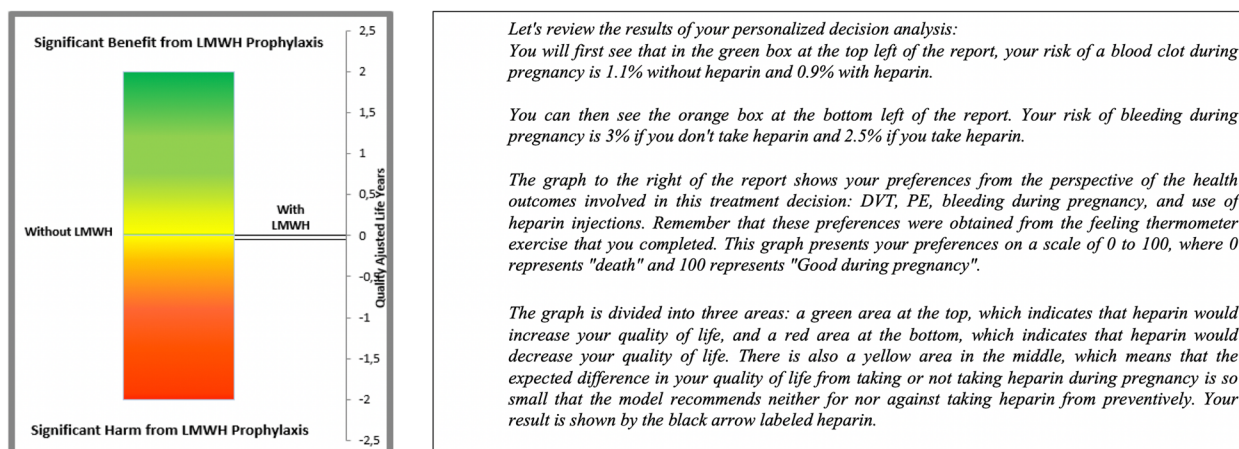 Significant Benefit from LMWH Prophylaxis
2,5
2
1,5
1
0,5
0
-0,5
-1
-1,5
-2
-2,5
Quality Ajusted Life Years
Without LMWH
With
LMWH
Significant Harm from LMWH Prophylaxis
Let's review the results of your personalized decision analysis:
You will first see that in the green box at the top left of the report, your risk of a blood clot during
pregnancy is 1.1% without heparin and 0.9% with heparin.
You can then see the orange box at the bottom left of the report. Your risk of bleeding during
pregnancy is 3% if you don't take heparin and 2.5% if you take heparin.
The graph to the right of the report shows your preferences from the perspective of the health
outcomes involved in this treatment decision: DVT, PE, bleeding during pregnancy, and use of
heparin injections. Remember that these preferences were obtained from the feeling thermometer
exercise that you completed. This graph presents your preferences on a scale of 0 to 100, where 0
represents "death" and 100 represents "Good during pregnancy".
The graph is divided into three areas: a green area at the top, which indicates that heparin would
increase your quality of life, and a red area at the bottom, which indicates that heparin would
decrease your quality of life. There is also a yellow area in the middle, which means that the
expected difference in your quality of life from taking or not taking heparin during pregnancy is so
small that the model recommends neither for nor against taking heparin from preventively. Your
result is shown by the black arrow labeled heparin.